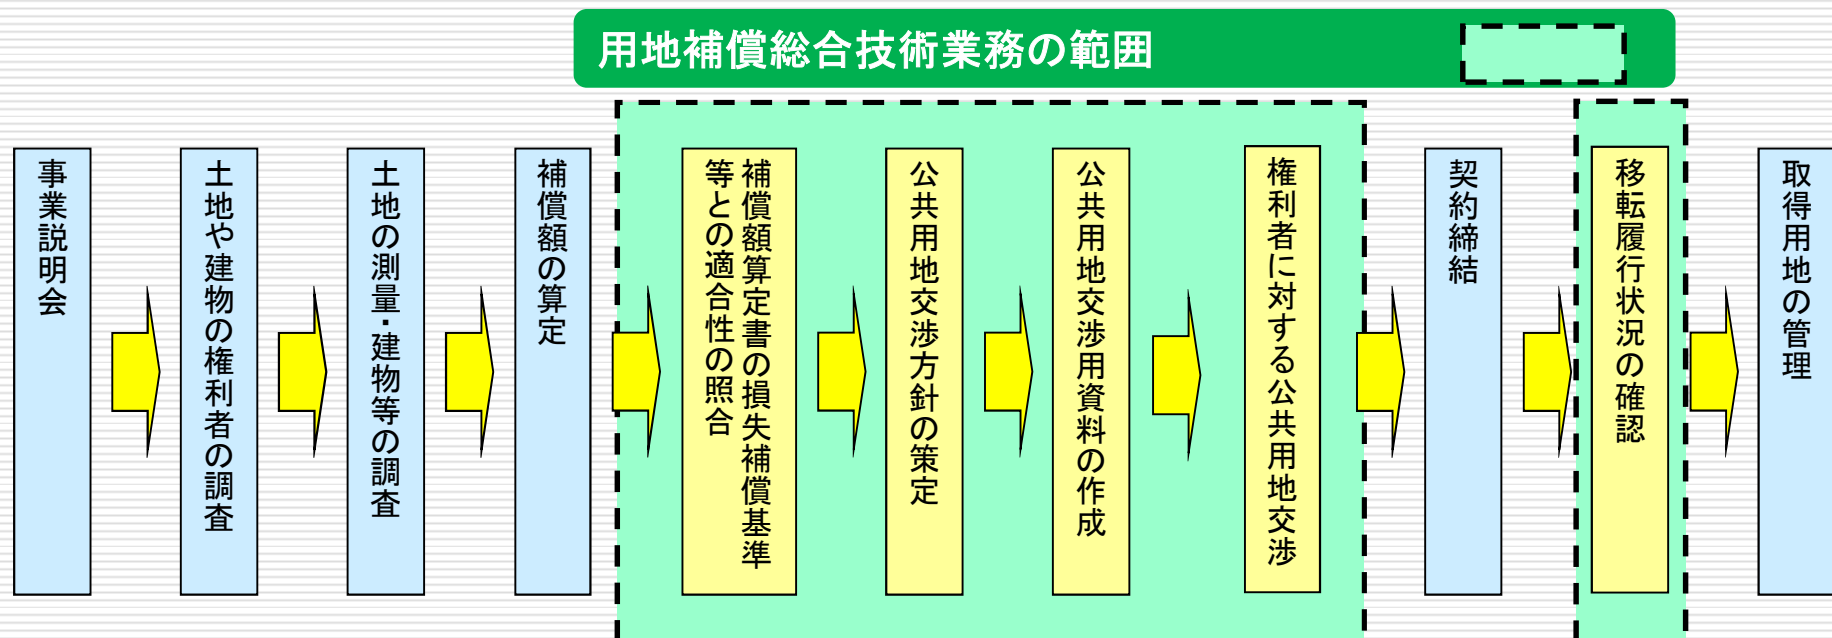 用地補償総合技術業務の範囲
事業説明会
土地や建物の権利者の調査
土地の測量・建物等の調査
補償額の算定
補償額算定書の損失補償基準
等との適合性の照合
公共用地交渉方針の策定
公共用地交渉用資料の作成
権利者に対する公共用地交渉
契約締結
移転履行状況の確認
取得用地の管理